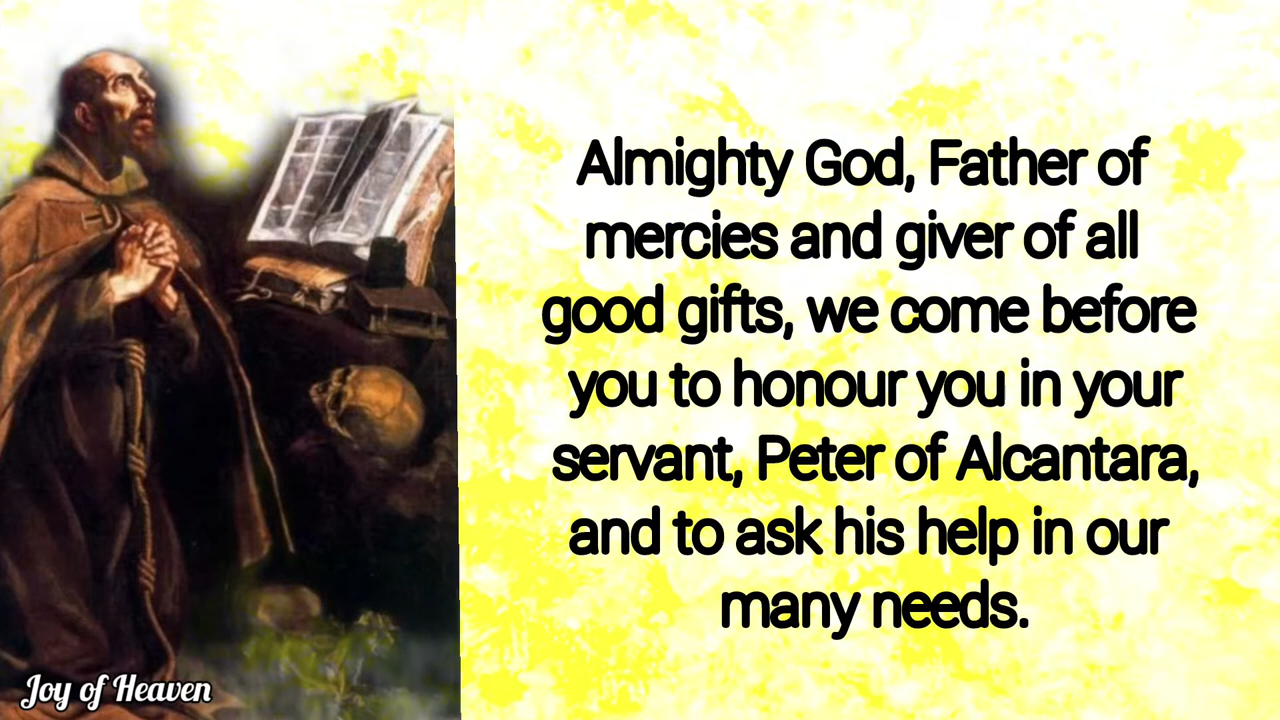 Almighty God, Father of
mercies and giver of all
good gifts, we come before
you to honour you in your
servant, Peter of Alcantara,
and to ask his help in our
many needs.
Joy of Heaven